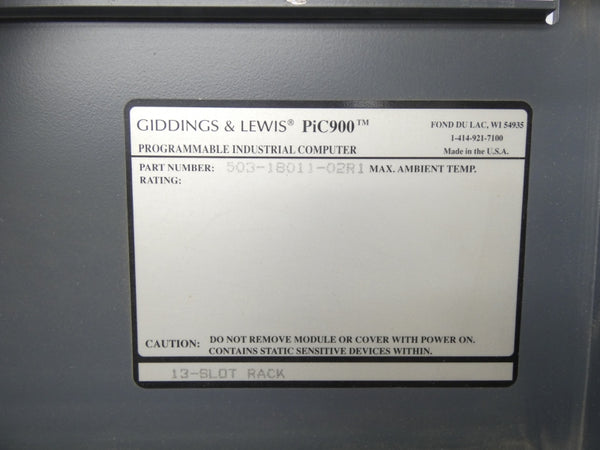 GIDDINGS & LEWIS® PiC900™
FOND DU LAC, WI 54935
1-414-921-7100
PROGRAMMABLE INDUSTRIAL COMPUTER
Made in the U.S.A.
PART NUMBER: 503-18011-02R1 MAX. AMBIENT TEMP.
RATING:
CAUTION: DO NOT REMOVE MODULE OR COVER WITH POWER ON.
CONTAINS STATIC SENSITIVE DEVICES WITHIN.
13-SLOT RACK